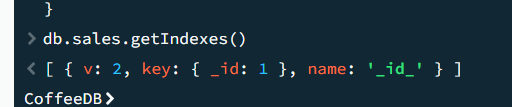 }
> db.sales.getIndexes()
< [ { v: 2, key: { _id: 1 }, name: '_id_' } ]
CoffeeDB>